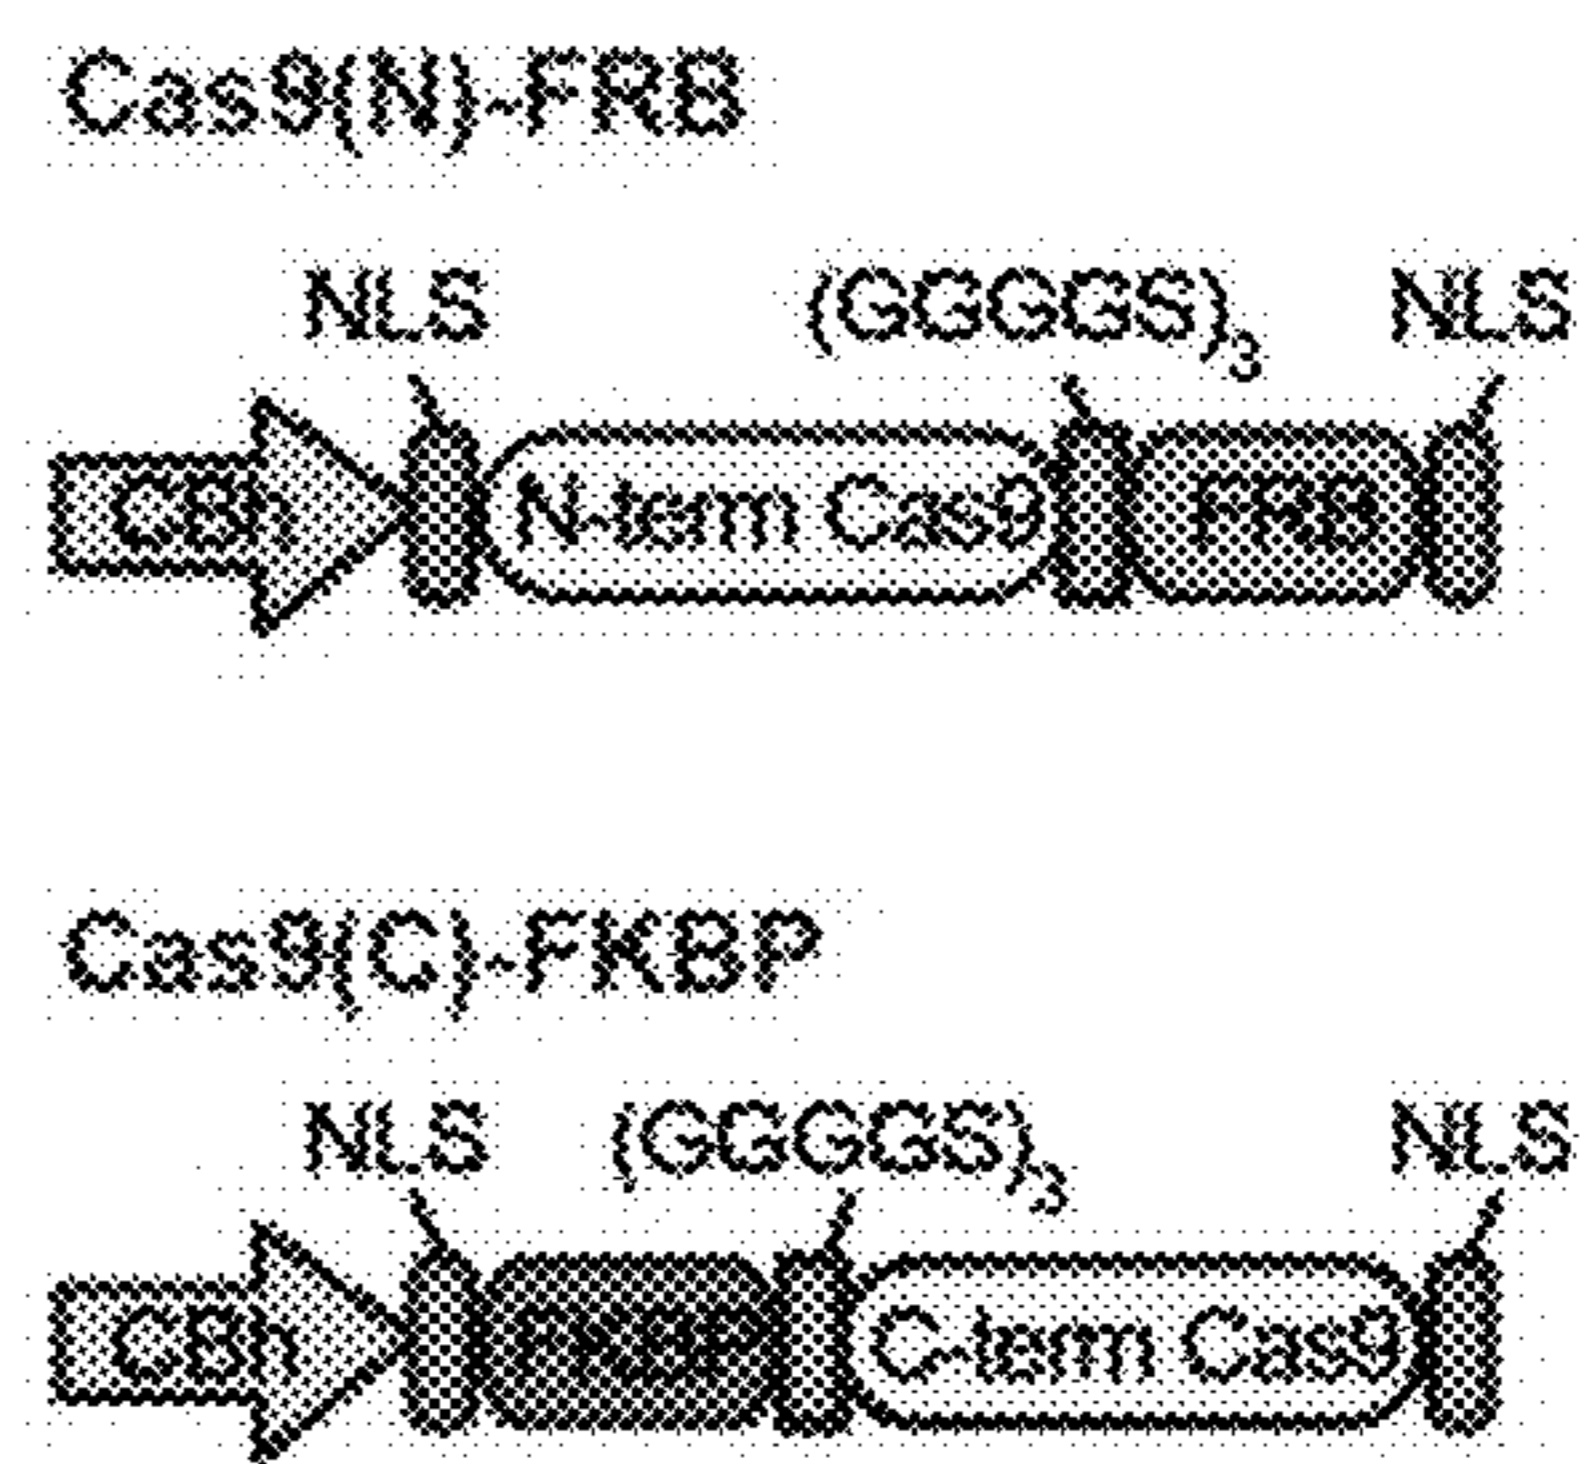 Cas9(N)-FRB
NLS (GGGGS)3 NLS
CBh N-term Cas9 FRB
Cas9(C)-FKBP
NLS (GGGGS)3 NLS
CBh FKBP C-term Cas9